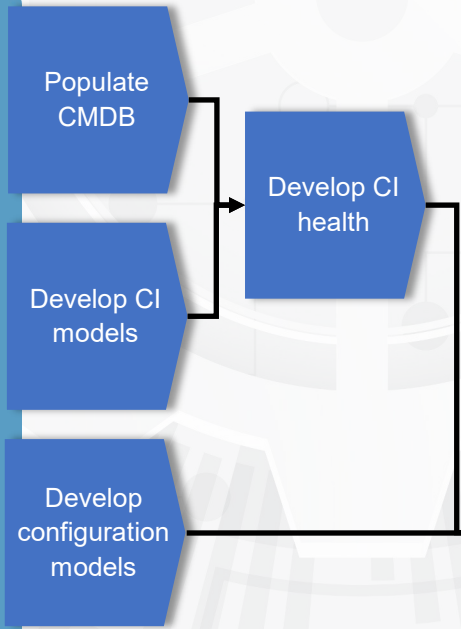 Populate
CMDB
Develop CI
health
Develop CI
models
Develop
configuration
models